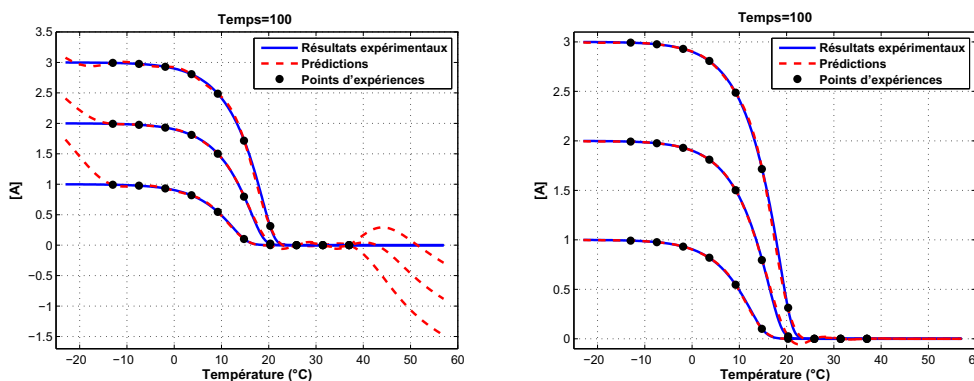 Temps=100
3.5
3
2.5
2
1.5
1
0.5
0
−0.5
−1
−1.5
[A]
−20 −10 0 10 20 30 40 50 60
Température (°C)
Résultats expérimentaux
Prédictions
Points d'expériences
Temps=100
3
2.5
2
1.5
1
0.5
0
[A]
−20 −10 0 10 20 30 40 50
Température (°C)
Résultats expérimentaux
Prédictions
Points d'expériences